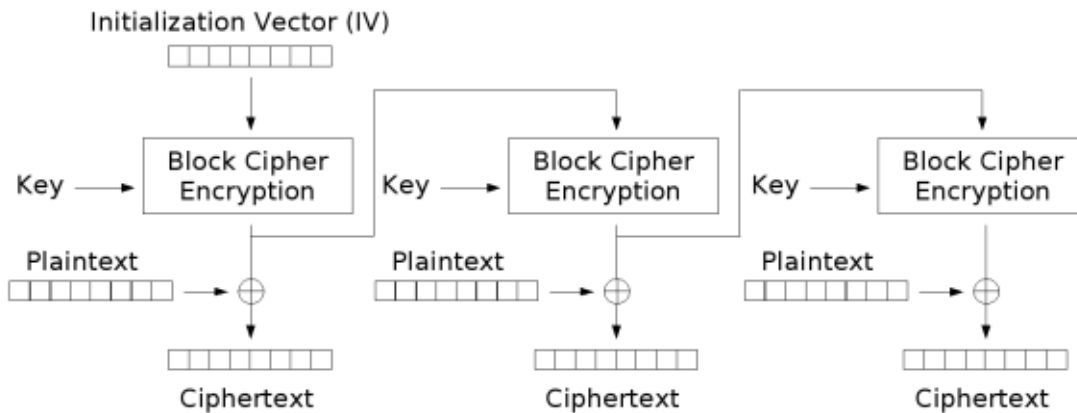 Initialization Vector (IV)
Key
Block Cipher
Encryption
Key
Block Cipher
Encryption
Key
Block Cipher
Encryption
Plaintext
Plaintext
Plaintext
Ciphertext
Ciphertext
Ciphertext